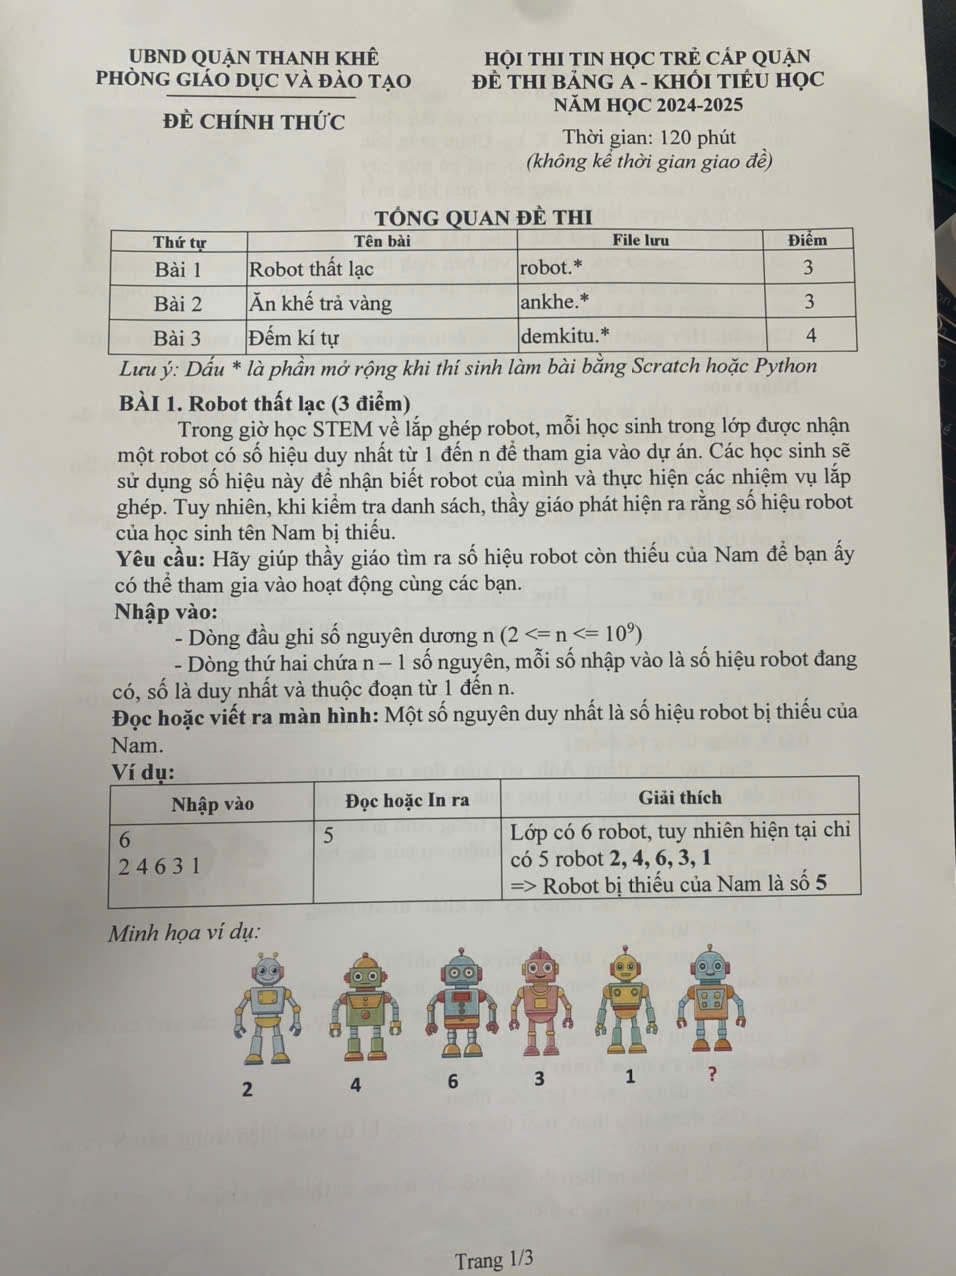 UBND QUẬN THANH KHÊ
PHÒNG GIÁO DỤC VÀ ĐÀO TẠO
ĐỀ CHÍNH THỨC
HỘI THI TIN HỌC TRẺ CẤP QUẬN
ĐỀ THI BẢNG A - KHỐI TIỂU HỌC
NĂM HỌC 2024-2025
Thời gian: 120 phút
(không kể thời gian giao đề)
TỔNG QUAN ĐỀ THI
Thứ tự Tên bài File lưu Điểm
Bài 1 Robot thất lạc robot.* 3
Bài 2 Ăn khế trả vàng ankhe.* 3
Bài 3 Đếm kí tự demkitu.* 4
Lưu ý: Dấu * là phần mở rộng khi thí sinh làm bài bằng Scratch hoặc Python
BÀI 1. Robot thất lạc (3 điểm)
Trong giờ học STEM về lắp ghép robot, mỗi học sinh trong lớp được nhận
một robot có số hiệu duy nhất từ 1 đến n để tham gia vào dự án. Các học sinh sẽ
sử dụng số hiệu này để nhận biết robot của mình và thực hiện các nhiệm vụ lắp
ghép. Tuy nhiên, khi kiểm tra danh sách, thầy giáo phát hiện ra rằng số hiệu robot
của học sinh tên Nam bị thiếu.
Yêu cầu: Hãy giúp thầy giáo tìm ra số hiệu robot còn thiếu của Nam để bạn ấy
có thể tham gia vào hoạt động cùng các bạn.
Nhập vào:
- Dòng đầu ghi số nguyên dương n (2 <= n <= 10⁹)
- Dòng thứ hai chứa n – 1 số nguyên, mỗi số nhập vào là số hiệu robot đang
có, số là duy nhất và thuộc đoạn từ 1 đến n.
Đọc hoặc viết ra màn hình: Một số nguyên duy nhất là số hiệu robot bị thiếu của
Nam.
Ví dụ:
Nhập vào Đọc hoặc In ra Giải thích
6 5 Lớp có 6 robot, tuy nhiên hiện tại chỉ
2 4 6 3 1 có 5 robot 2, 4, 6, 3, 1
=> Robot bị thiếu của Nam là số 5
Minh họa ví dụ:
2 4 6 3 1 ?
Trang 1/3